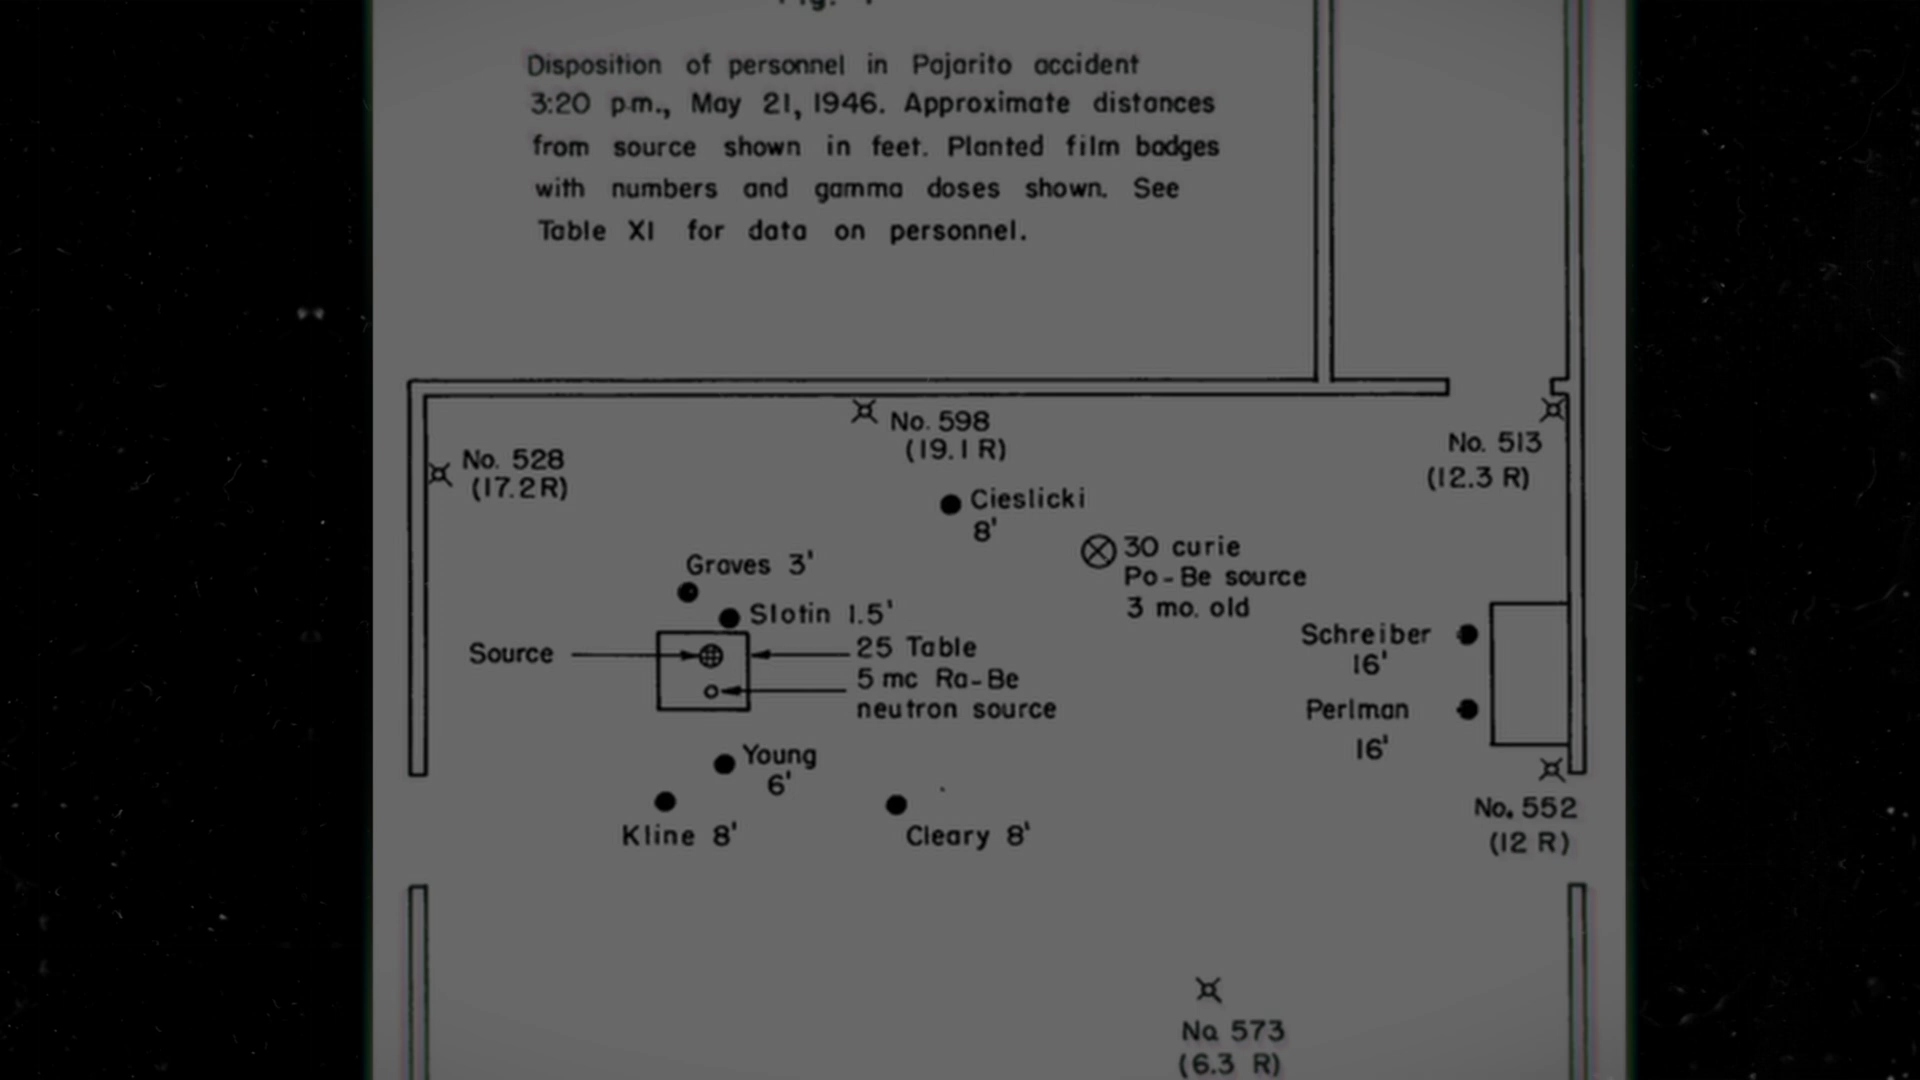 Disposition of personnel in Pajarito accident
3:20 p.m., May 21, 1946. Approximate distances
from source shown in feet. Planted film badges
with numbers and gamma doses shown. See
Table XI for data on personnel.
No. 598
(19.1 R)
No. 513
(12.3 R)
No. 528
(17.2R)
Cieslicki
8'
30 curie
Po-Be source
3 mo. old
Graves 3'
Slotin 1.5'
Source
25 Table
5 mc Ra-Be
neutron source
Schreiber
16'
Perlman
16'
Young
6'
Kline 8'
Cleary 8'
No. 552
(12 R)
No. 573
(6.3 R)